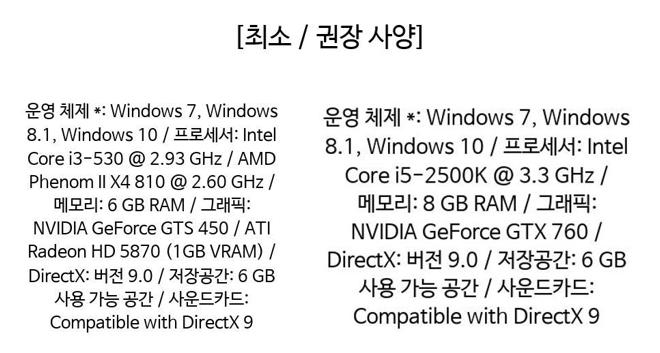 [최소 / 권장 사양]
운영 체제 *: Windows 7, Windows
8.1, Windows 10 / 프로세서: Intel
Core i3-530 @ 2.93 GHz / AMD
Phenom II X4 810 @ 2.60 GHz /
메모리: 6 GB RAM / 그래픽:
NVIDIA GeForce GTS 450 / ATI
Radeon HD 5870 (1GB VRAM) /
DirectX: 버전 9.0 / 저장공간: 6 GB
사용 가능 공간 / 사운드카드:
Compatible with DirectX 9
운영 체제 *: Windows 7, Windows
8.1, Windows 10 / 프로세서: Intel
Core i5-2500K @ 3.3 GHz /
메모리: 8 GB RAM / 그래픽:
NVIDIA GeForce GTX 760 /
DirectX: 버전 9.0 / 저장공간: 6 GB
사용 가능 공간 / 사운드카드:
Compatible with DirectX 9